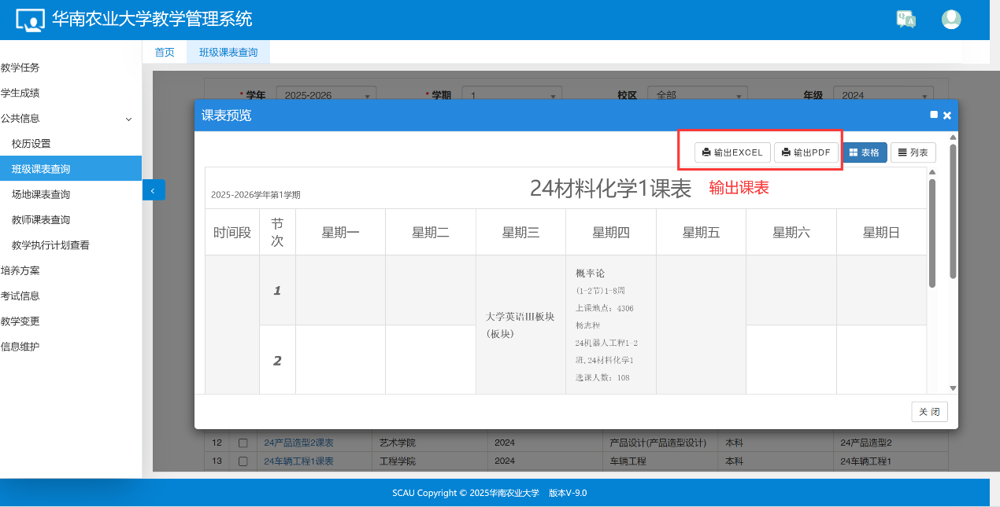 华南农业大学教学管理系统
首页 班级课表查询
教学任务
学生成绩
公共信息
校历设置
班级课表查询
场地课表查询
教师课表查询
教学执行计划查看
培养方案
考试信息
教学变更
信息维护
* 学年 2025-2026 * 学期 1 校区 全部 年级 2024
课表预览
输出EXCEL 输出PDF 表格 列表
2025-2026学年第1学期 24材料化学1课表 输出课表
时间段 节次 星期一 星期二 星期三 星期四 星期五 星期六 星期日
1
2
大学英语III板块
(板块)
概率论
(1-2节)1-8周
上课地点: 4306
杨志程
24机器人工程1-2
班,24材料化学1
选课人数: 108
关 闭
12 24产品造型2课表 艺术学院 2024 产品设计(产品造型设计) 本科 24产品造型2
13 24车辆工程1课表 工程学院 2024 车辆工程 本科 24车辆工程1
SCAU Copyright © 2025华南农业大学 版本V-9.0